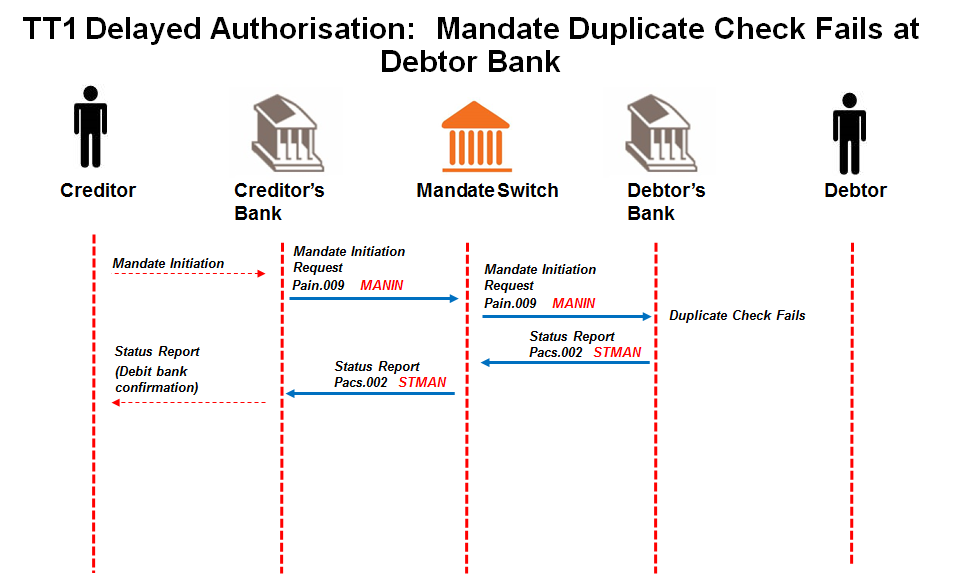 TT1 Delayed Authorisation: Mandate Duplicate Check Fails at
Debtor Bank
Creditor
Creditor’s
Bank
Mandate Switch
Debtor’s
Bank
Debtor
Mandate Initiation
Mandate Initiation
Request
Pain.009 MANIN
Mandate Initiation
Request
Pain.009 MANIN
Duplicate Check Fails
Status Report
Pacs.002 STMAN
Status Report
Pacs.002 STMAN
Status Report
(Debit bank
confirmation)